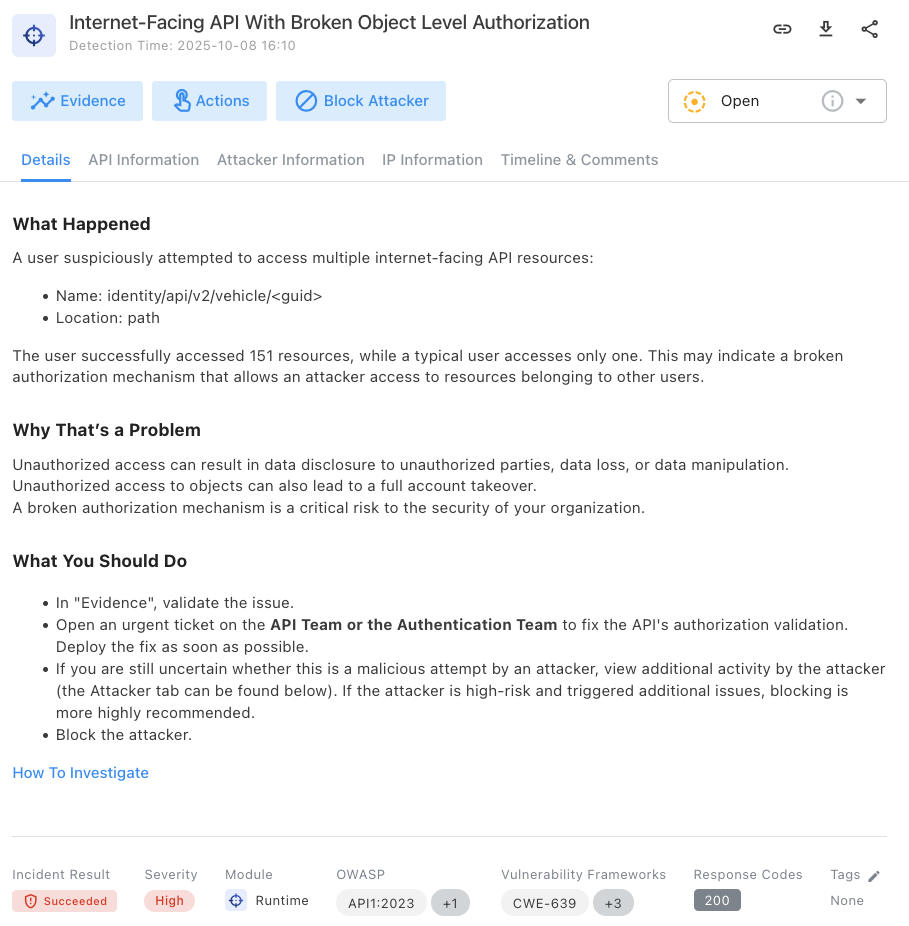 Internet-Facing API With Broken Object Level Authorization
Detection Time: 2025-10-08 16:10
Evidence
Actions
Block Attacker
Open
Details
API Information
Attacker Information
IP Information
Timeline & Comments
What Happened
A user suspiciously attempted to access multiple internet-facing API resources:
• Name: identity/api/v2/vehicle/<guid>
• Location: path
The user successfully accessed 151 resources, while a typical user accesses only one. This may indicate a broken
authorization mechanism that allows an attacker access to resources belonging to other users.
Why That’s a Problem
Unauthorized access can result in data disclosure to unauthorized parties, data loss, or data manipulation.
Unauthorized access to objects can also lead to a full account takeover.
A broken authorization mechanism is a critical risk to the security of your organization.
What You Should Do
• In "Evidence", validate the issue.
• Open an urgent ticket on the API Team or the Authentication Team to fix the API's authorization validation.
Deploy the fix as soon as possible.
• If you are still uncertain whether this is a malicious attempt by an attacker, view additional activity by the attacker
(the Attacker tab can be found below). If the attacker is high-risk and triggered additional issues, blocking is
more highly recommended.
• Block the attacker.
How To Investigate
Incident Result
Succeeded
Severity
High
Module
Runtime
OWASP
API1:2023
+1
Vulnerability Frameworks
CWE-639
+3
Response Codes
200
Tags
None